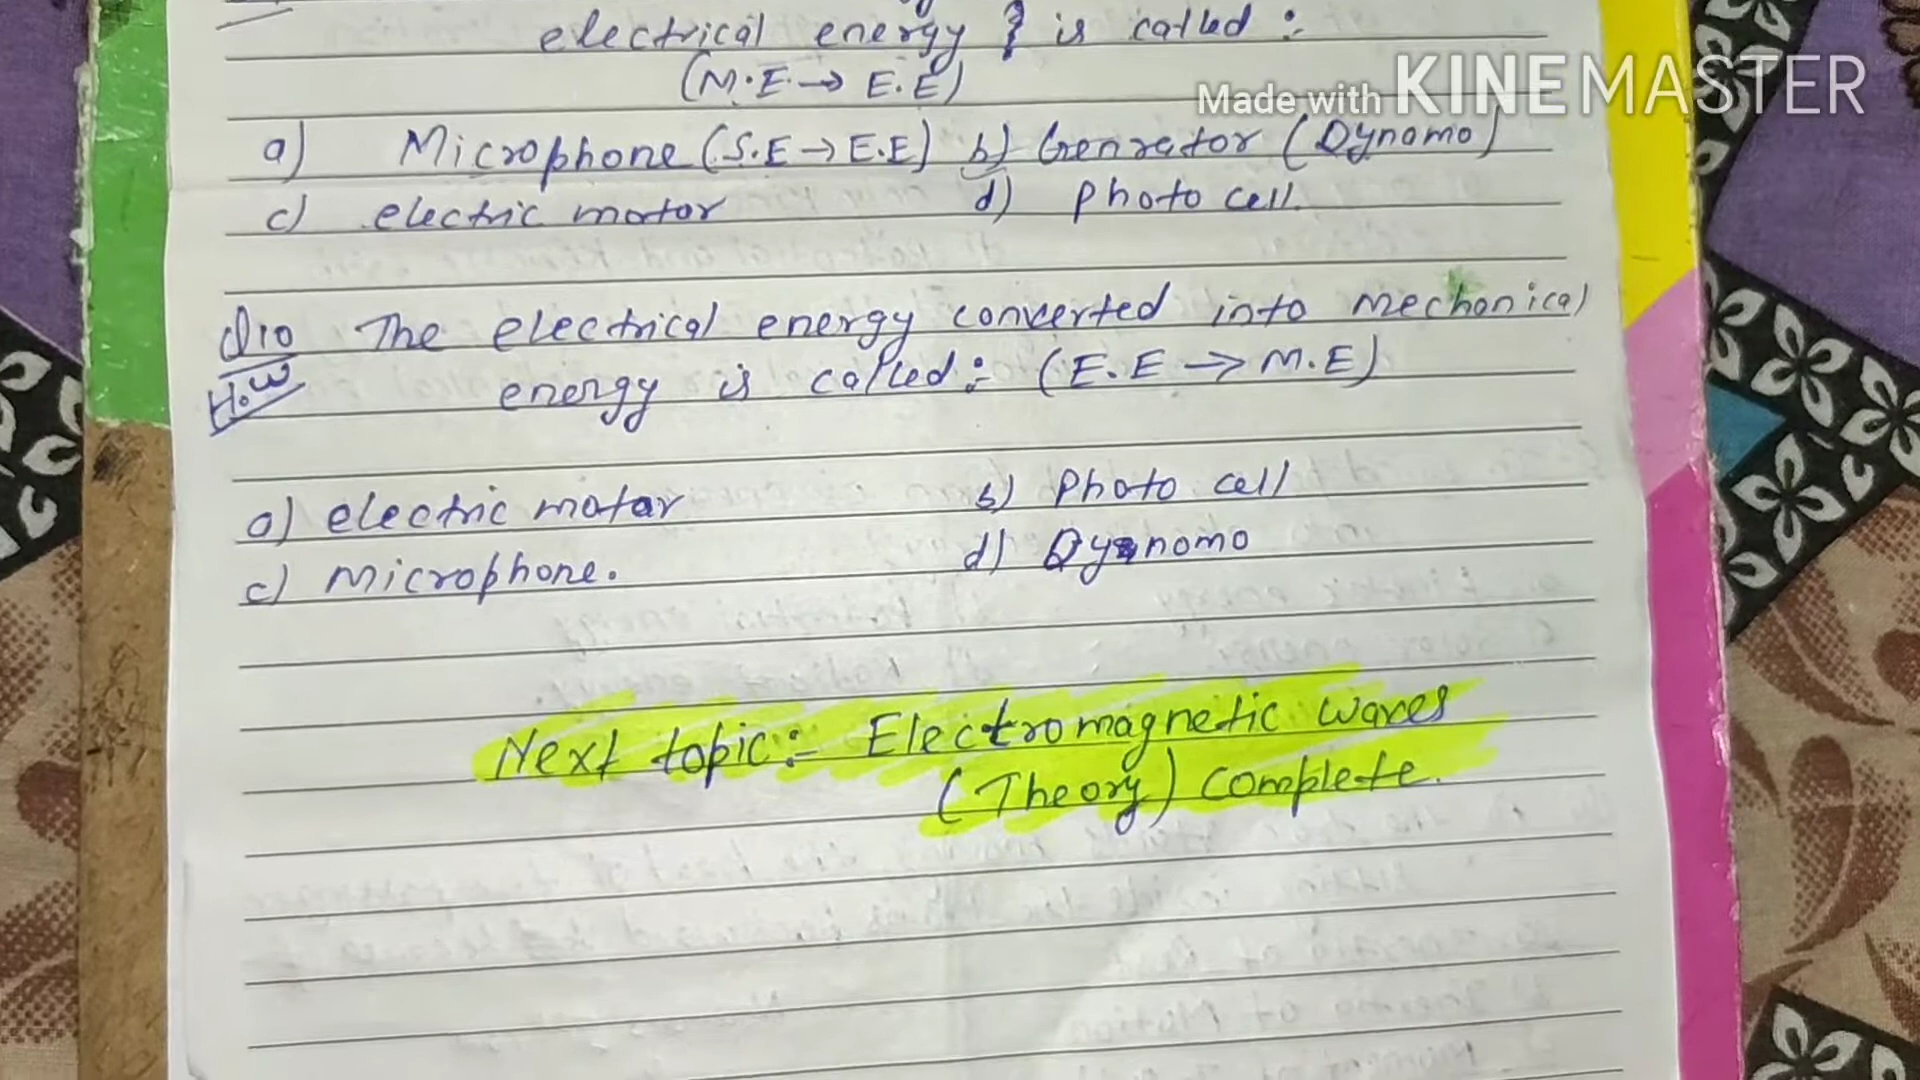 electrical energy } is called :-
(M.E. → E.E)
Made with KINEMASTER
a) Microphone (S.E → E.E) b) Genrator (Dynomo)
c) electric motor d) Photo cell.
Q10 The electrical energy converted into mechanical
H.W energy is called :- (E.E → M.E)
a) electric motor b) Photo cell
c) microphone. d) Dynomo
Next topic :- Electromagnetic waves
(Theory) complete.